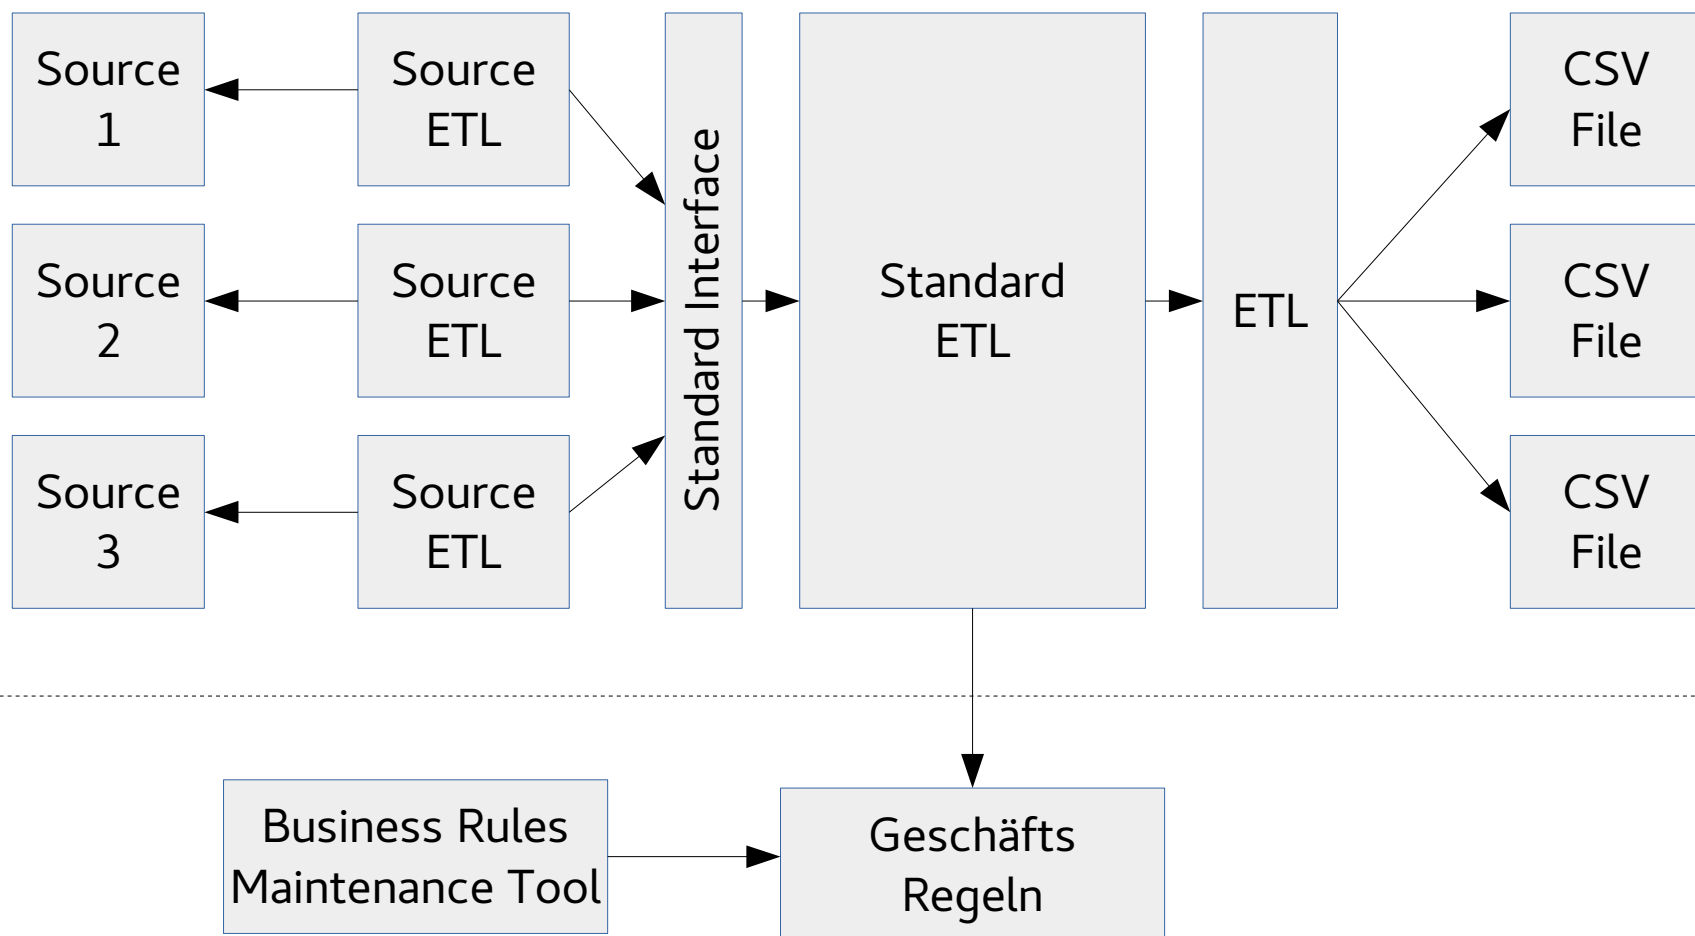 Source
1
Source
ETL
Standard Interface
Standard
ETL
ETL
CSV
File
Source
2
Source
ETL
CSV
File
Source
3
Source
ETL
CSV
File
Business Rules
Maintenance Tool
Geschäfts
Regeln